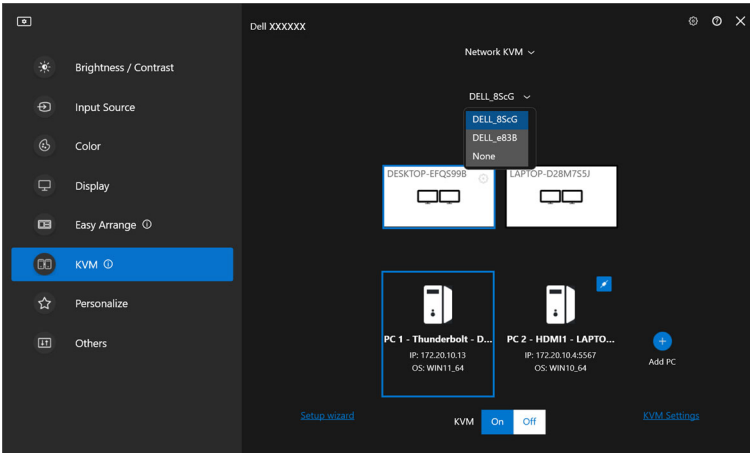 Dell XXXXXX
Brightness / Contrast
Input Source
Color
Display
Easy Arrange
KVM
Personalize
Others
Network KVM
DELL_8ScG
DELL_8ScG
DELL_e83B
None
DESKTOP-EFQS99B
LAPTOP-D28M7S5J
PC 1 - Thunderbolt - D...
IP: 172.20.10.13
OS: WIN11_64
PC 2 - HDMI1 - LAPTO...
IP: 172.20.10.4:5567
OS: WIN10_64
Add PC
Setup wizard
KVM On Off
KVM Settings